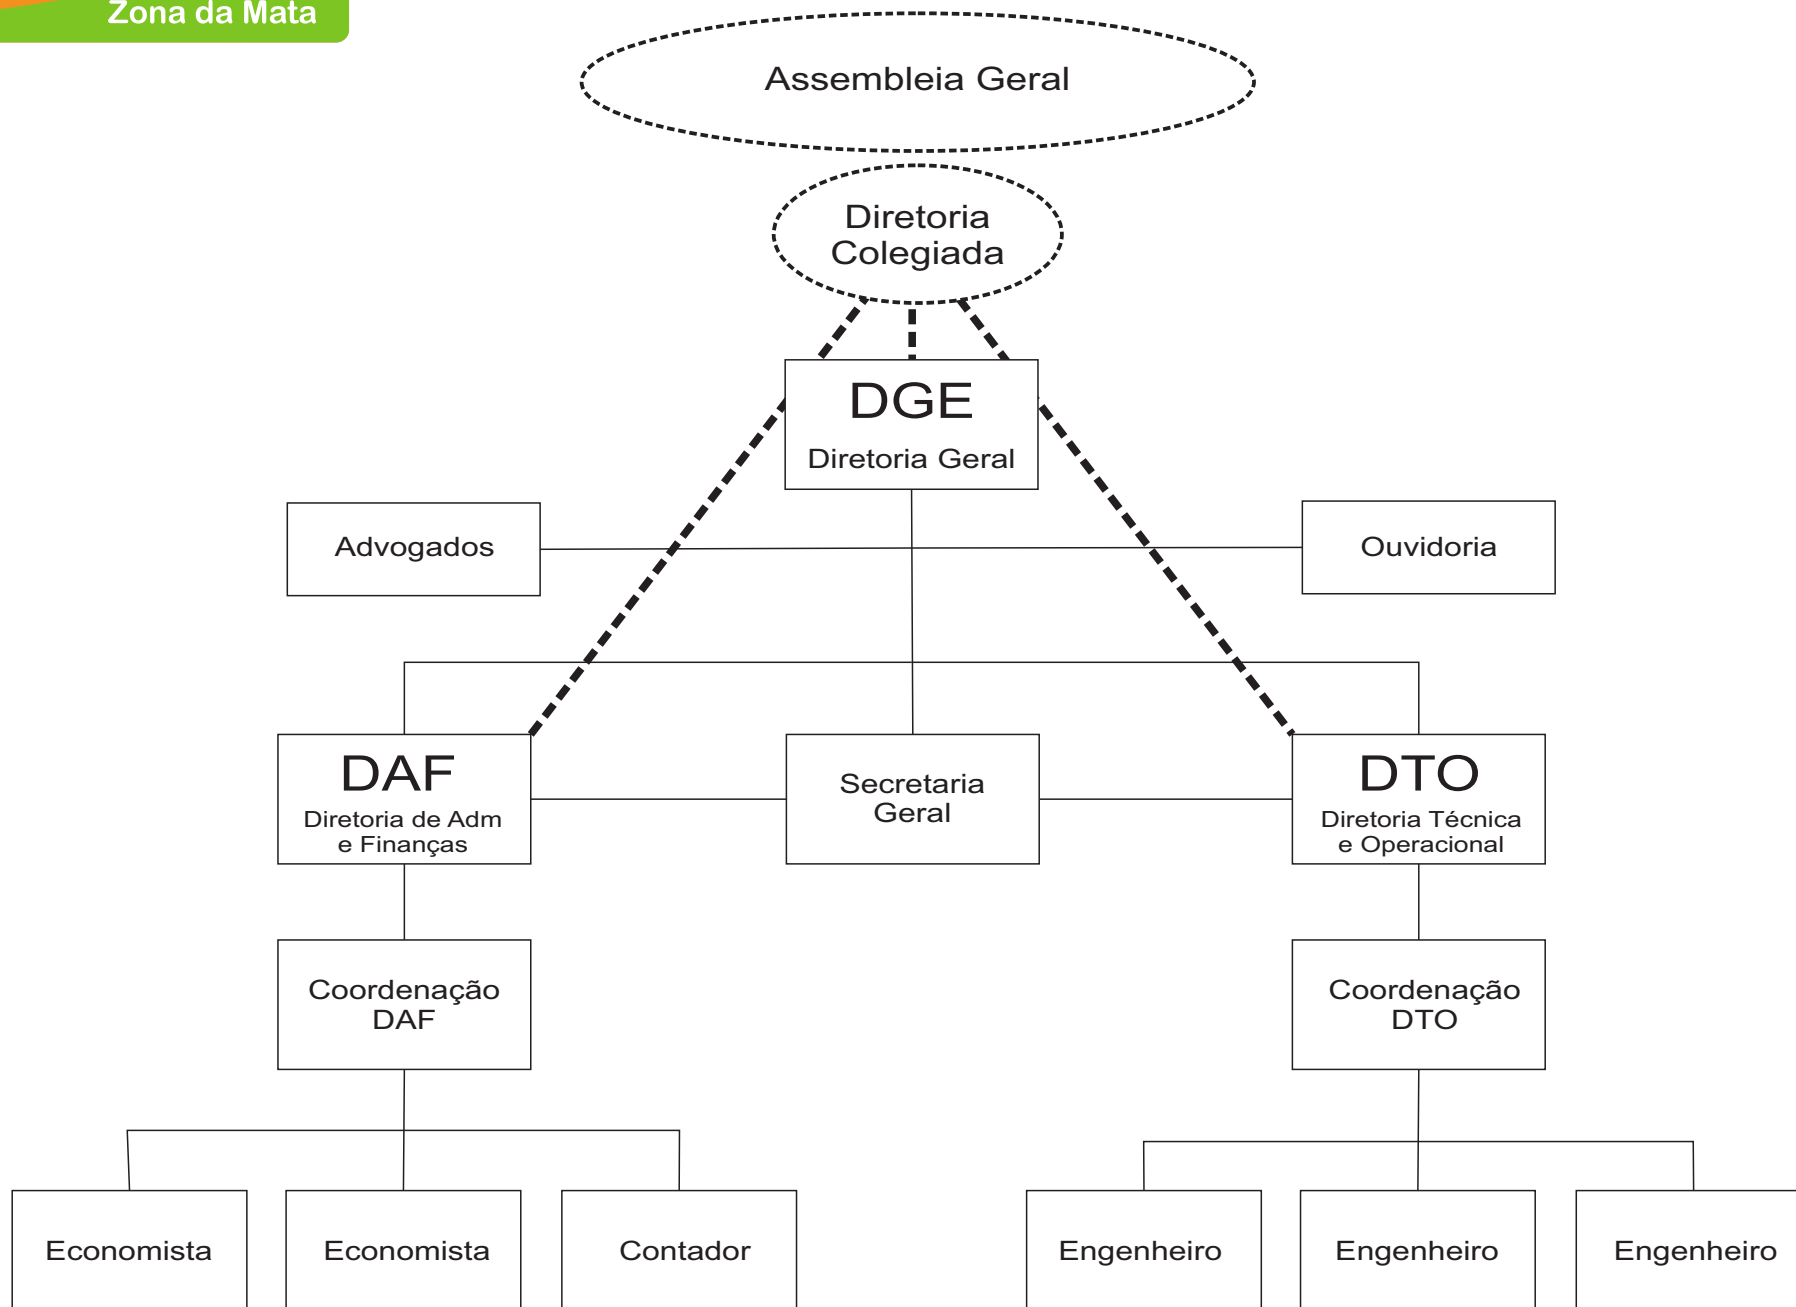 Zona da Mata
Assembleia Geral
Diretoria
Colegiada
DGE
Diretoria Geral
Advogados
Ouvidoria
DAF
Diretoria de Adm
e Finanças
Secretaria
Geral
DTO
Diretoria Técnica
e Operacional
Coordenação
DAF
Coordenação
DTO
Economista
Economista
Contador
Engenheiro
Engenheiro
Engenheiro